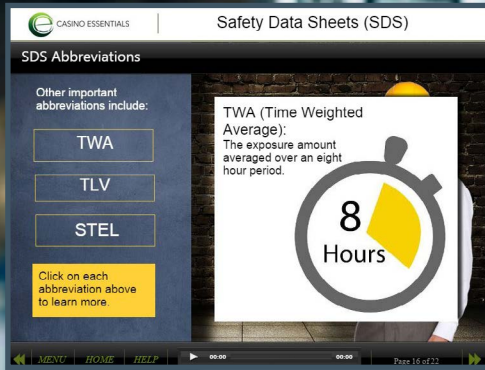 CASINO ESSENTIALS
Safety Data Sheets (SDS)
SDS Abbreviations
Other important
abbreviations include:
TWA
TLV
STEL
Click on each
abbreviation above
to learn more.
TWA (Time Weighted
Average):
The exposure amount
averaged over an eight
hour period.
8
Hours
MENU HOME HELP 00:00 00:00 Page 16 of 22